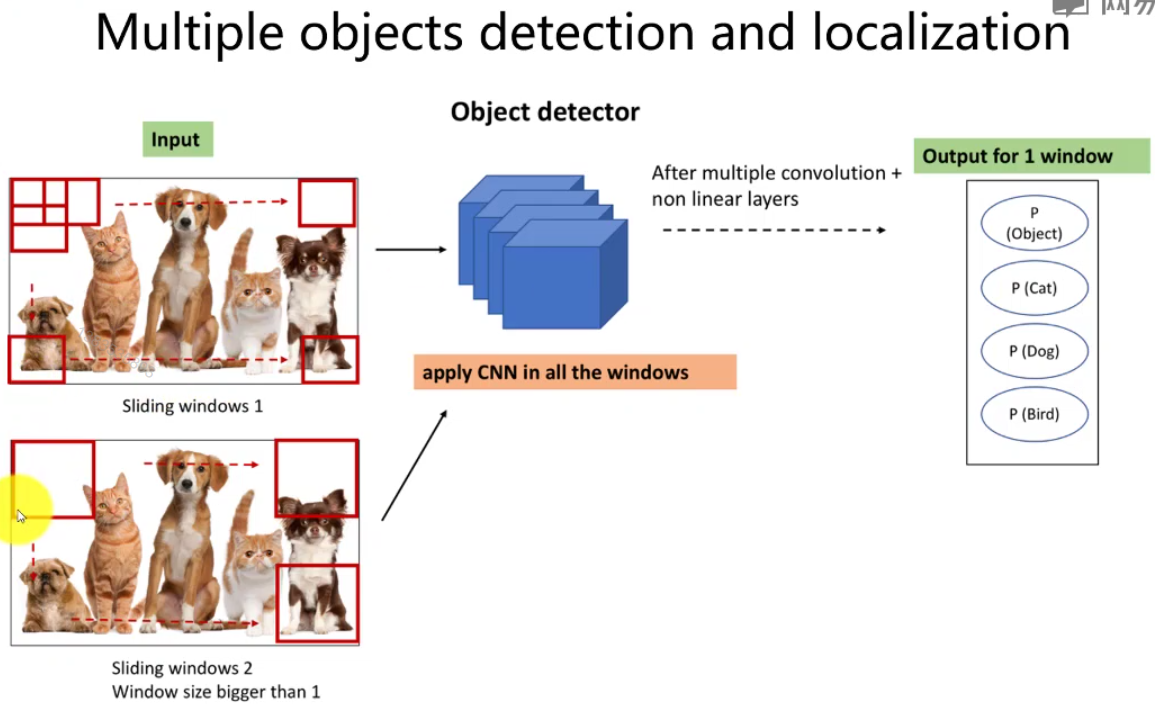 Multiple objects detection and localization
Object detector
Input
After multiple convolution +
non linear layers
Output for 1 window
P
(Object)
P (Cat)
P (Dog)
P (Bird)
apply CNN in all the windows
Sliding windows 1
Sliding windows 2
Window size bigger than 1